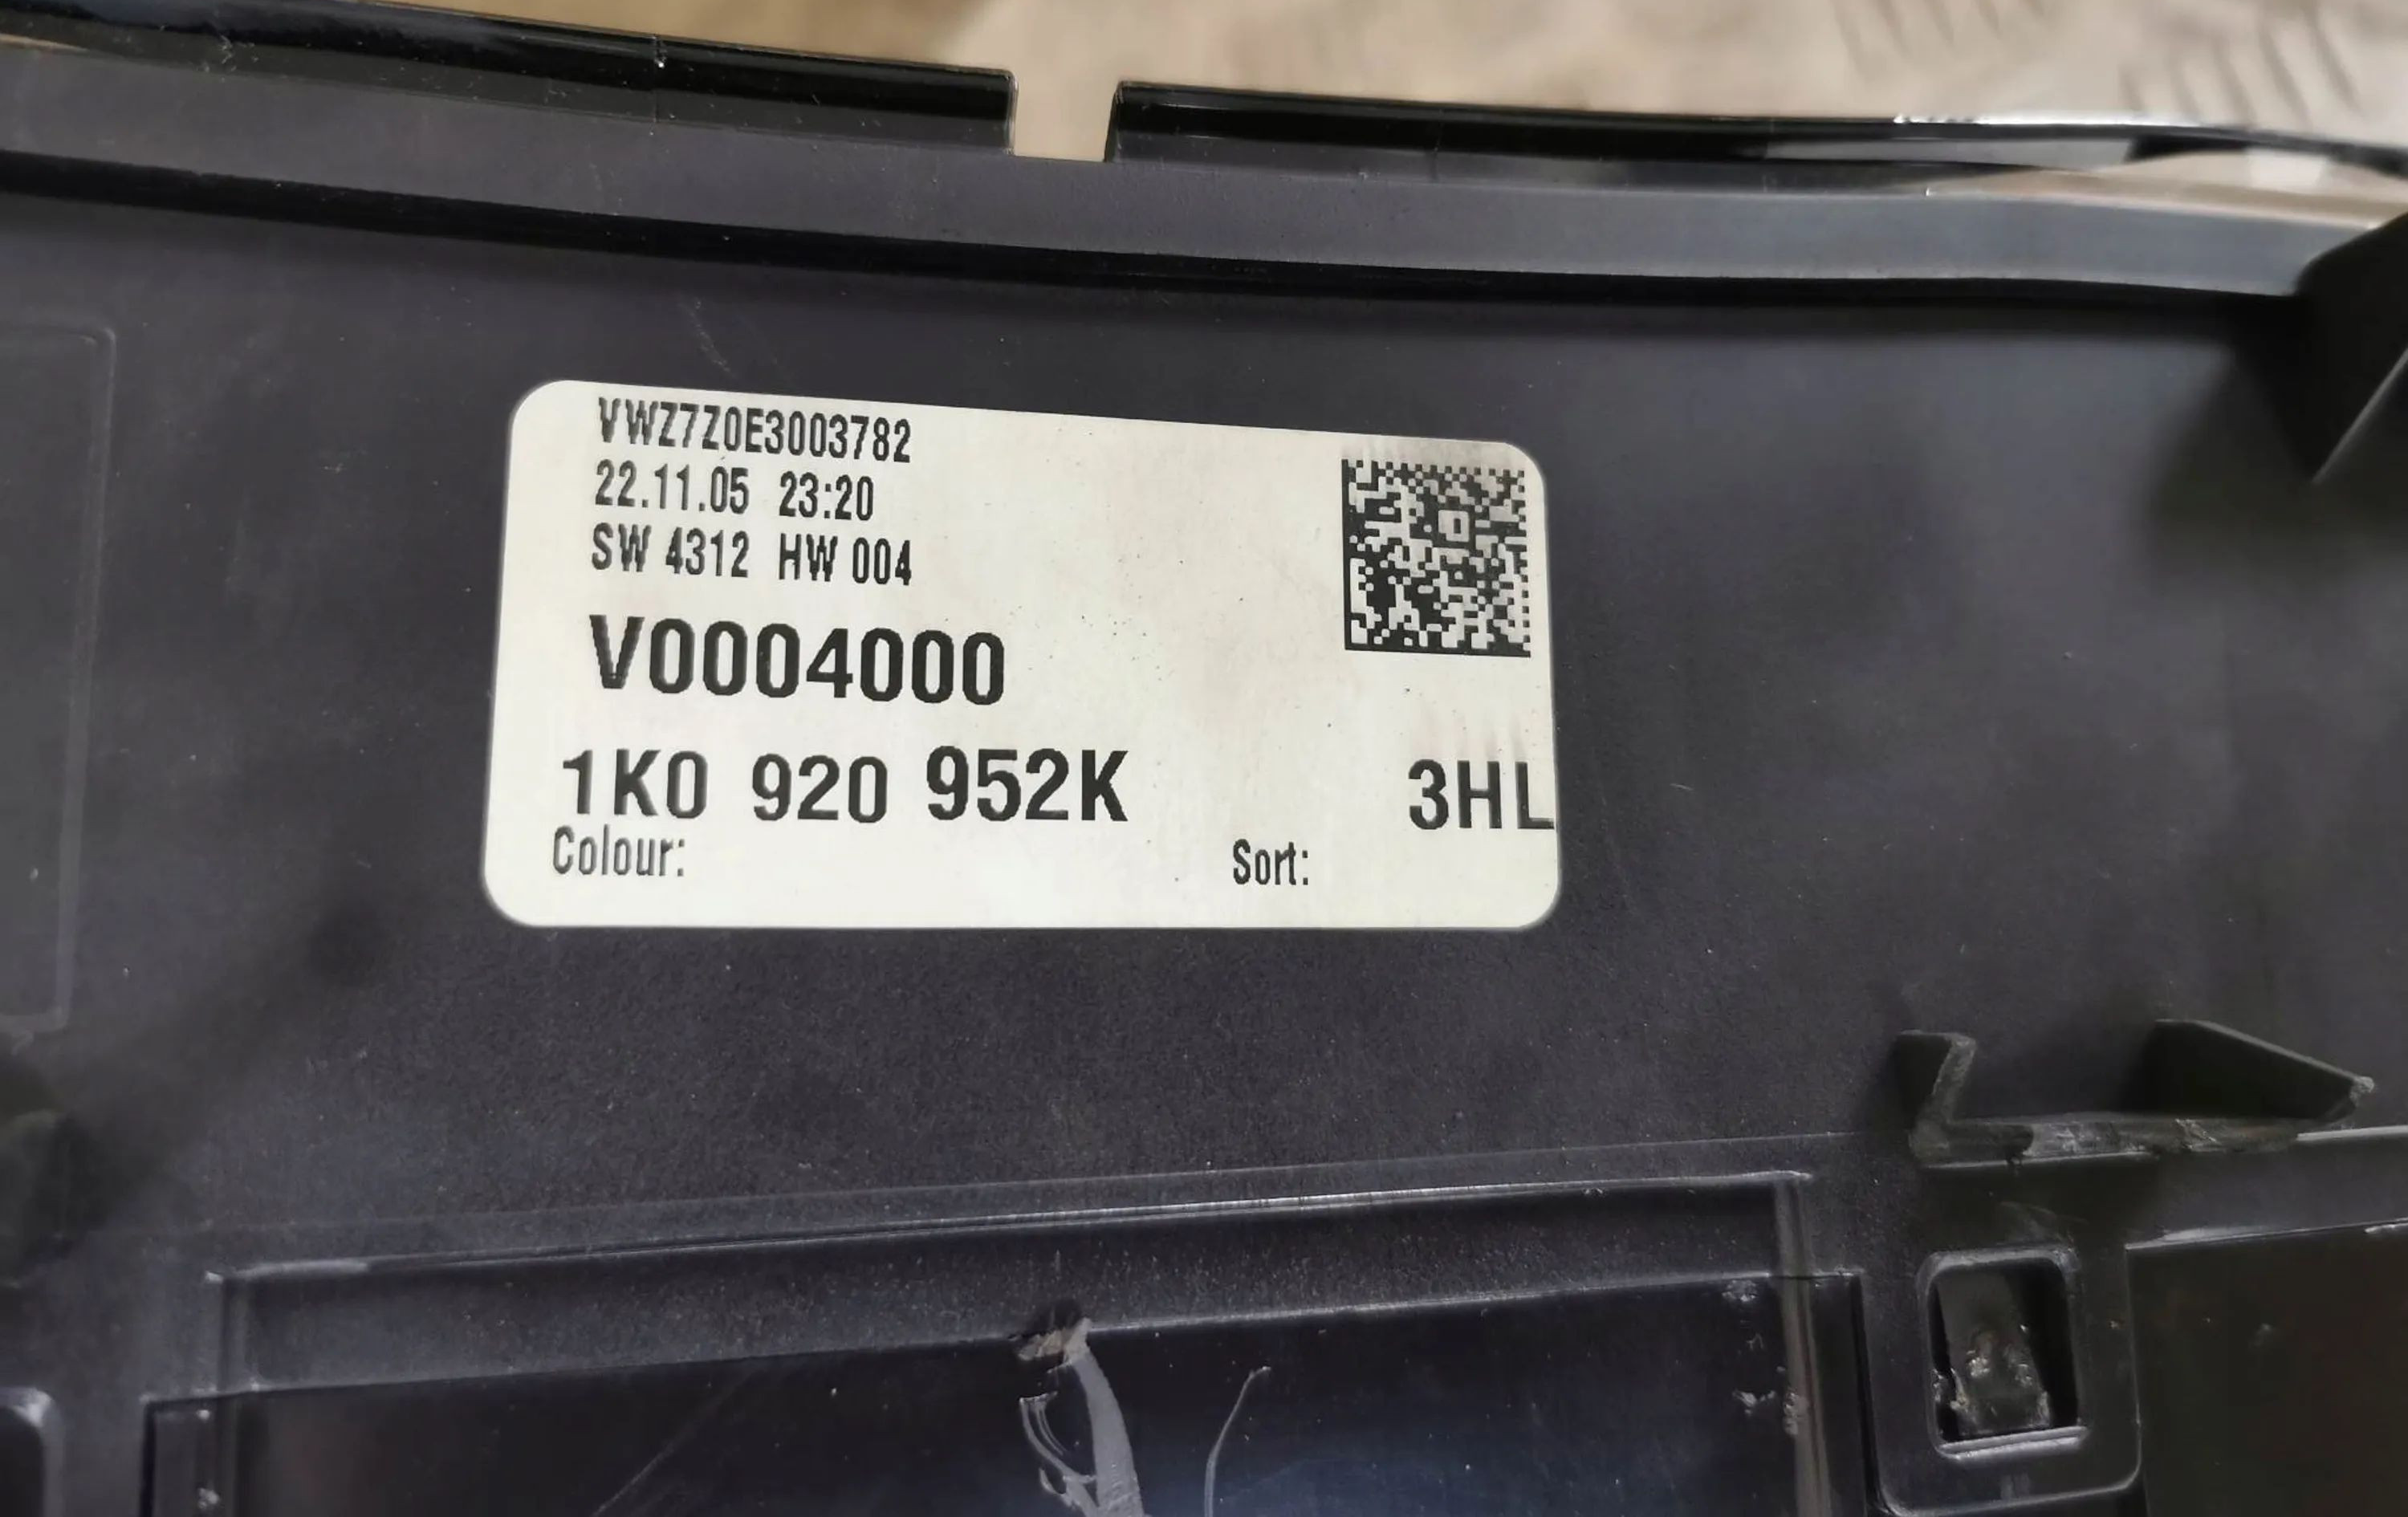 VWZ7Z0E3003782
22.11.05 23:20
SW 4312 HW 004
V0004000
1K0 920 952K 3HL
Colour: Sort: